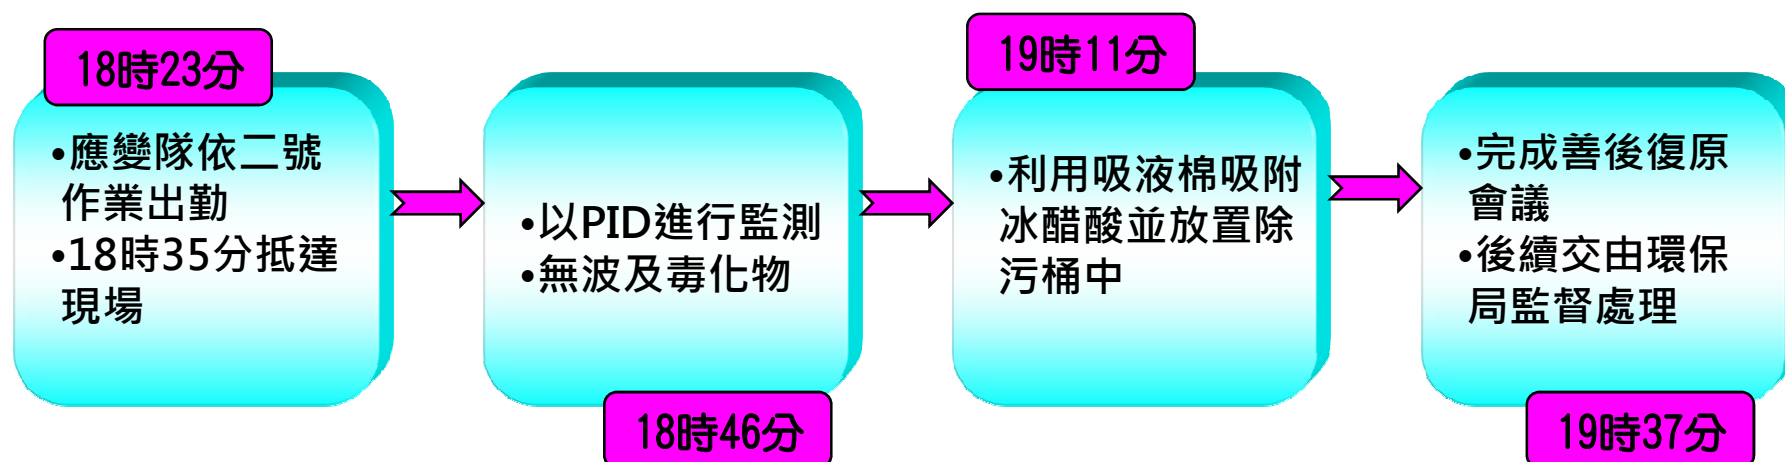 18時23分
•應變隊依二號
作業出勤
•18時35分抵達
現場
•以PID進行監測
•無波及毒化物
18時46分
19時11分
•利用吸液棉吸附
冰醋酸並放置除
污桶中
•完成善後復原
會議
•後續交由環保
局監督處理
19時37分